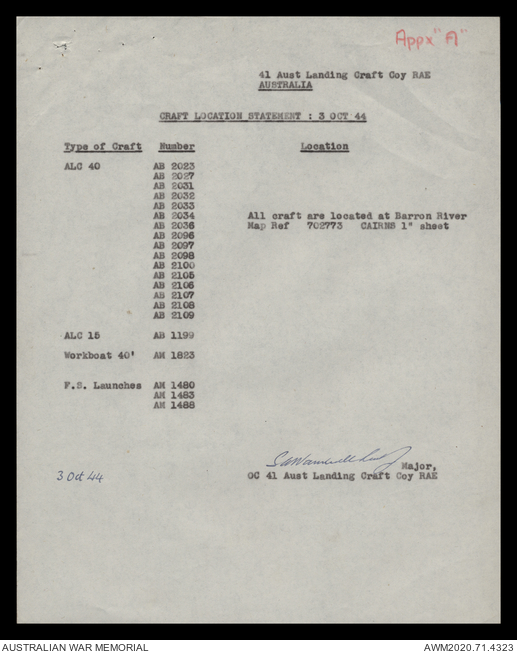 Appx "A"
41 Aust Landing Craft Coy RAE
AUSTRALIA
CRAFT LOCATION STATEMENT : 3 OCT 44
Type of Craft Number Location
ALC 40 AB 2023
AB 2027
AB 2031
AB 2032
AB 2033
AB 2034 All craft are located at Barron River
AB 2036 Map Ref 702773 CAIRNS 1" sheet
AB 2096
AB 2097
AB 2098
AB 2100
AB 2105
AB 2106
AB 2107
AB 2108
AB 2109
ALC 15 AB 1199
Workboat 40' AM 1823
F.S. Launches AM 1480
AM 1483
AM 1488
Major,
3 Oct 44 OC 41 Aust Landing Craft Coy RAE
AUSTRALIAN WAR MEMORIAL AWM2020.71.4323